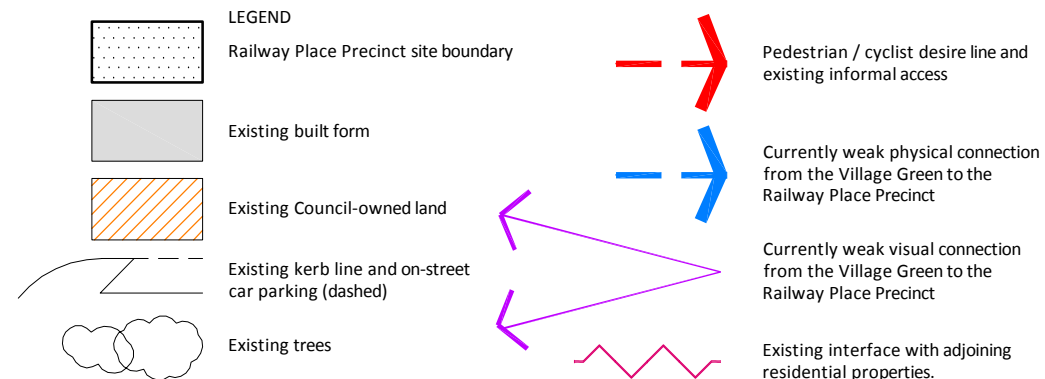 LEGEND
Railway Place Precinct site boundary
Existing built form
Existing Council-owned land
Existing kerb line and on-street
car parking (dashed)
Existing trees
Pedestrian / cyclist desire line and
existing informal access
Currently weak physical connection
from the Village Green to the
Railway Place Precinct
Currently weak visual connection
from the Village Green to the
Railway Place Precinct
Existing interface with adjoining
residential properties.